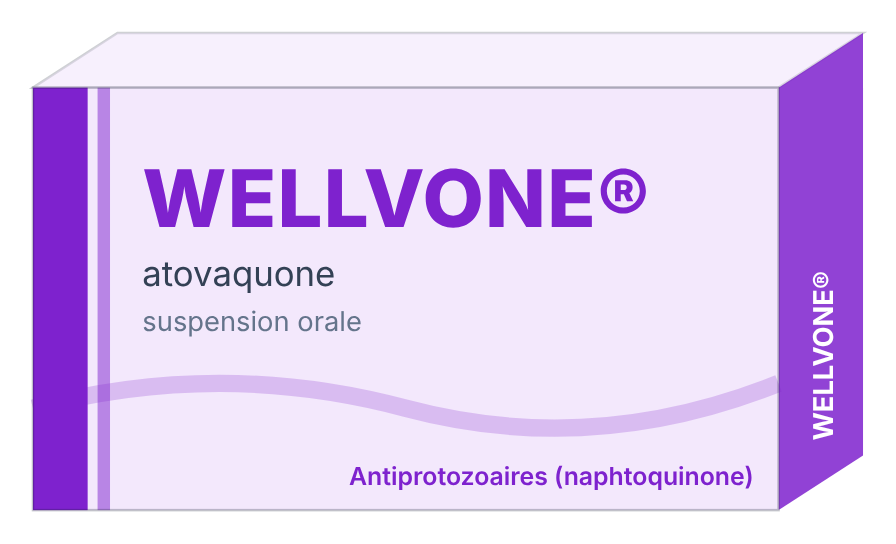 WELLVONE®
atovaquone
suspension orale
Antiprotozoaires (naphtoquinone)
WELLVONE®